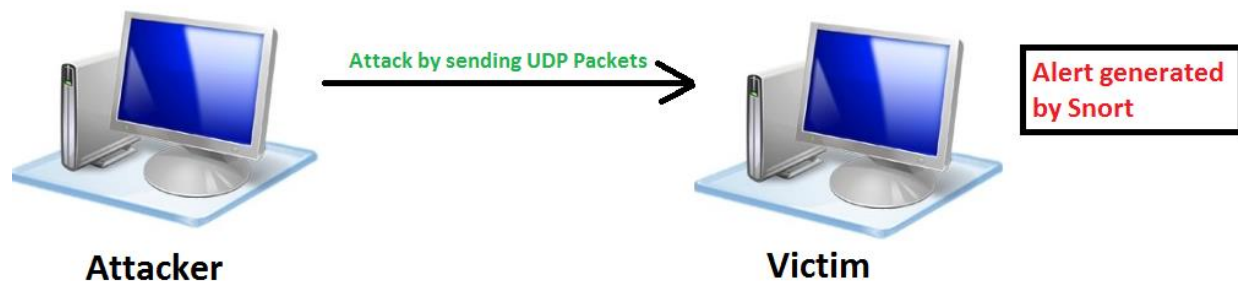 Attack by sending UDP Packets
Alert generated
by Snort
Attacker
Victim